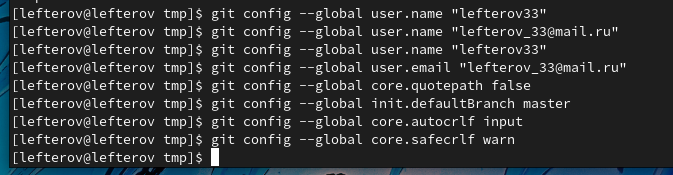 [lefterov@lefterov tmp]$ git config --global user.name "lefterov33"
[lefterov@lefterov tmp]$ git config --global user.name "lefterov_33@mail.ru"
[lefterov@lefterov tmp]$ git config --global user.name "lefterov33"
[lefterov@lefterov tmp]$ git config --global user.email "lefterov_33@mail.ru"
[lefterov@lefterov tmp]$ git config --global core.quotepath false
[lefterov@lefterov tmp]$ git config --global init.defaultBranch master
[lefterov@lefterov tmp]$ git config --global core.autocrlf input
[lefterov@lefterov tmp]$ git config --global core.safecrlf warn
[lefterov@lefterov tmp]$